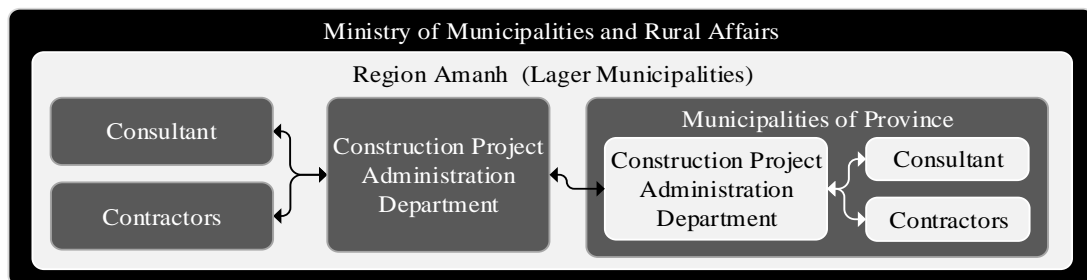 Ministry of Municipalities and Rural Affairs
Region Amanh (Lager Municipalities)
Consultant
Contractors
Construction Project
Administration
Department
Municipalities of Province
Construction Project
Administration
Department
Consultant
Contractors